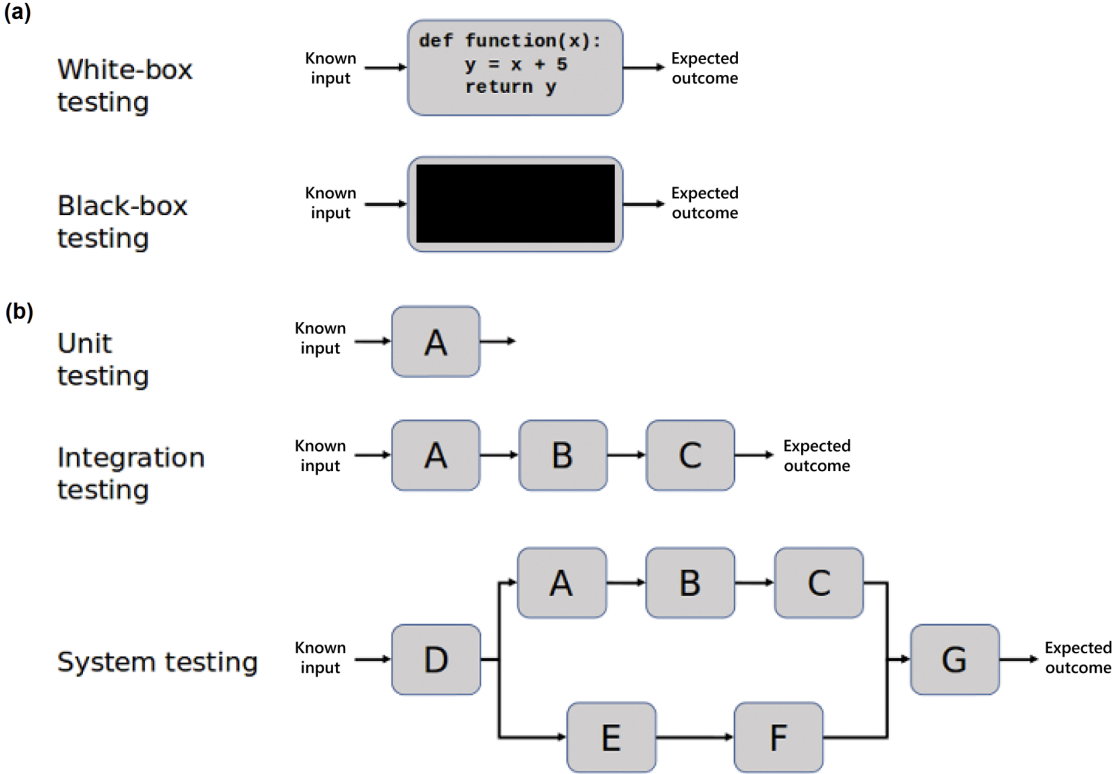 (a)
White-box
testing
Known
input
def function(x):
    y = x + 5
    return y
Expected
outcome
Black-box
testing
Known
input
Expected
outcome
(b)
Unit
testing
Known
input
A
Integration
testing
Known
input
A
B
C
Expected
outcome
System testing
Known
input
D
A
B
C
E
F
G
Expected
outcome